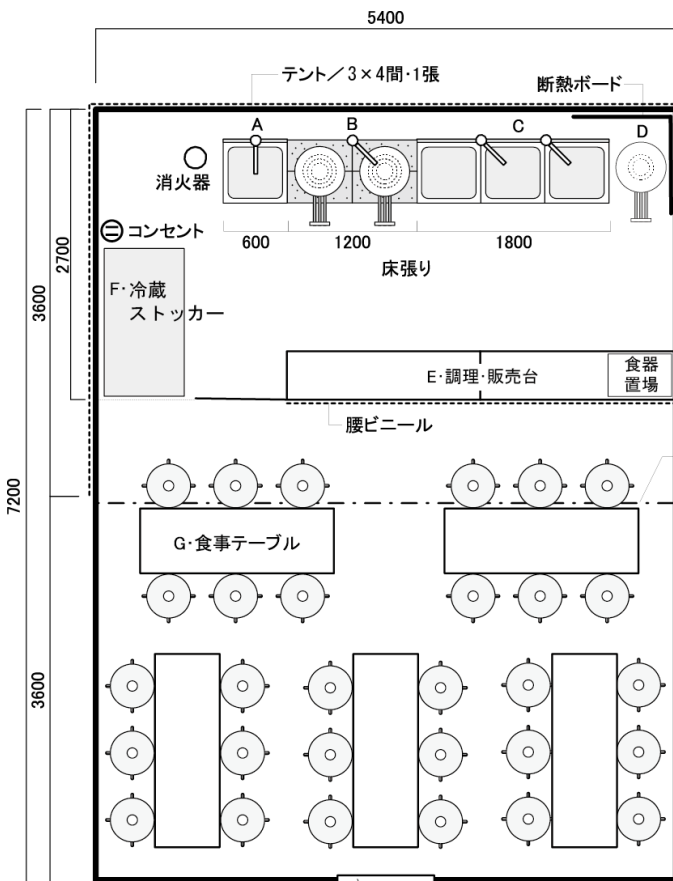 5400
テント／3×4間・1張
断熱ボード
A
B
C
D
消火器
コンセント
600
1200
1800
床張り
2700
3600
F・冷蔵
ストッカー
E・調理・販売台
食器
置場
腰ビニール
7200
G・食事テーブル
3600